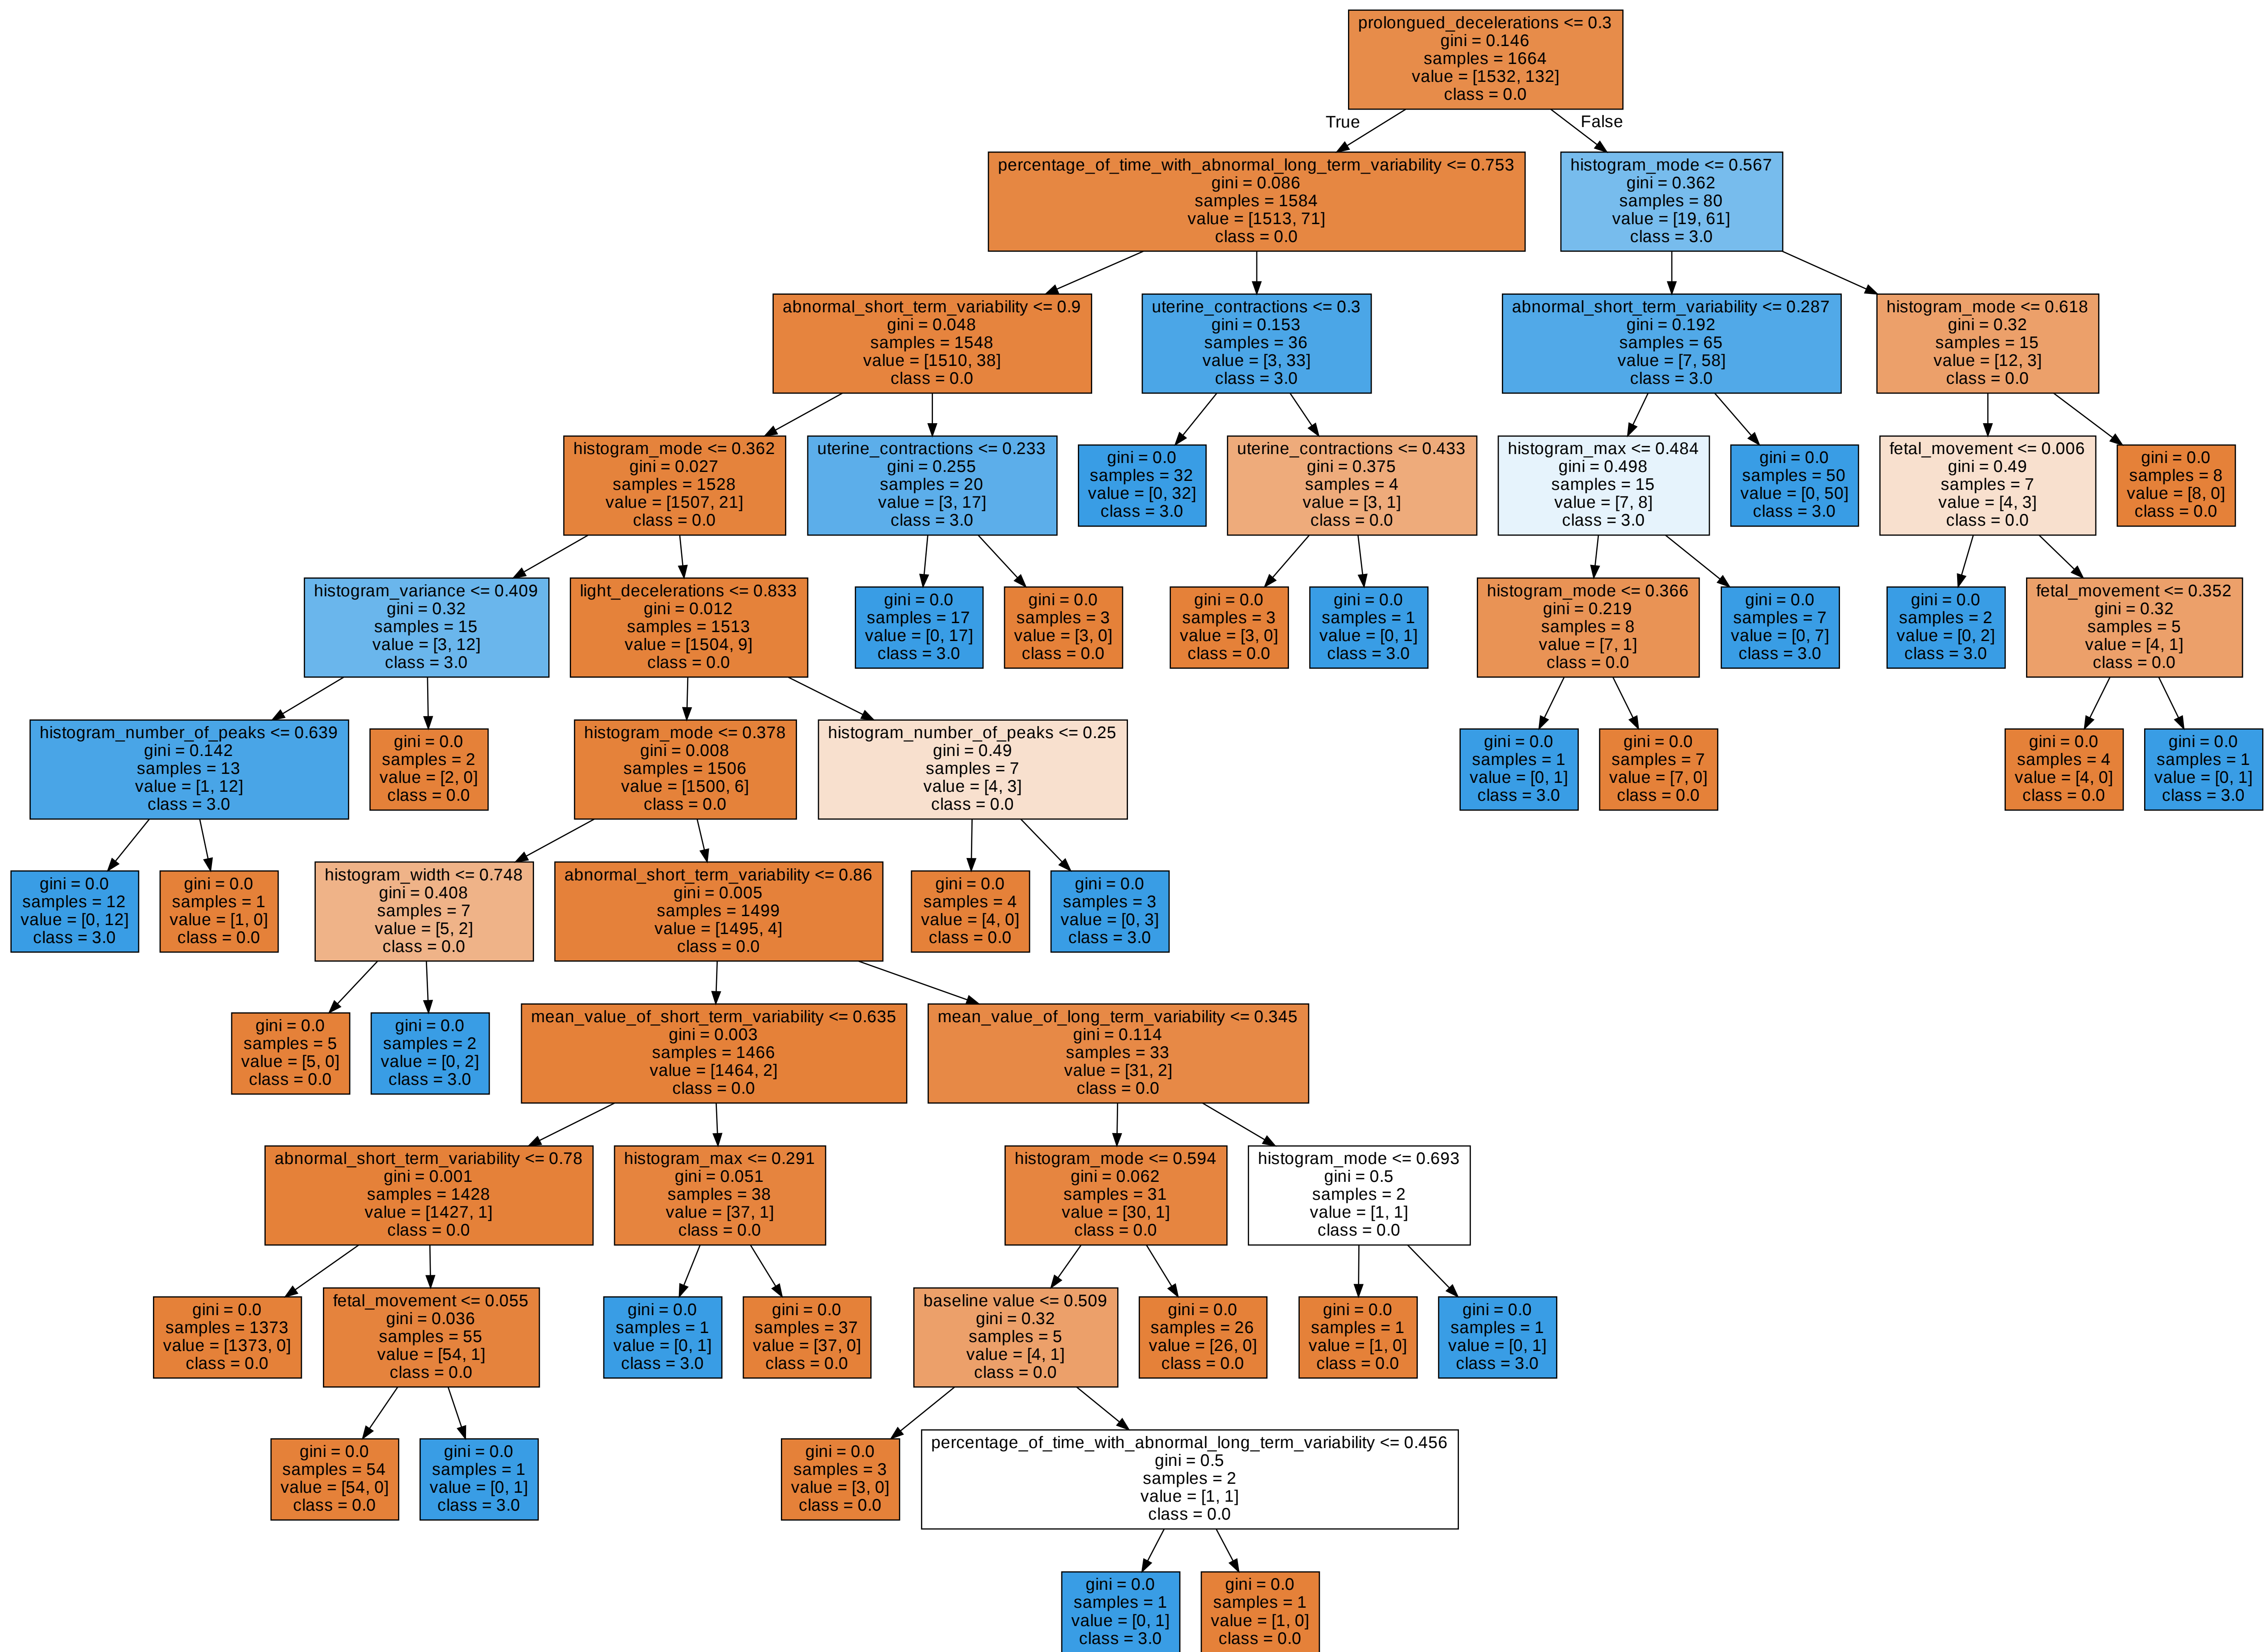 prolongued_decelerations <= 0.3
gini = 0.146
samples = 1664
value = [1532, 132]
class = 0.0
True
False
percentage_of_time_with_abnormal_long_term_variability <= 0.753
gini = 0.086
samples = 1584
value = [1513, 71]
class = 0.0
histogram_mode <= 0.567
gini = 0.362
samples = 80
value = [19, 61]
class = 3.0
abnormal_short_term_variability <= 0.9
gini = 0.048
samples = 1548
value = [1510, 38]
class = 0.0
uterine_contractions <= 0.3
gini = 0.153
samples = 36
value = [3, 33]
class = 3.0
abnormal_short_term_variability <= 0.287
gini = 0.192
samples = 65
value = [7, 58]
class = 3.0
histogram_mode <= 0.618
gini = 0.32
samples = 15
value = [12, 3]
class = 0.0
histogram_mode <= 0.362
gini = 0.027
samples = 1528
value = [1507, 21]
class = 0.0
uterine_contractions <= 0.233
gini = 0.255
samples = 20
value = [3, 17]
class = 3.0
gini = 0.0
samples = 32
value = [0, 32]
class = 3.0
uterine_contractions <= 0.433
gini = 0.375
samples = 4
value = [3, 1]
class = 0.0
histogram_max <= 0.484
gini = 0.498
samples = 15
value = [7, 8]
class = 3.0
gini = 0.0
samples = 50
value = [0, 50]
class = 3.0
fetal_movement <= 0.006
gini = 0.49
samples = 7
value = [4, 3]
class = 0.0
gini = 0.0
samples = 8
value = [8, 0]
class = 0.0
histogram_variance <= 0.409
gini = 0.32
samples = 15
value = [3, 12]
class = 3.0
light_decelerations <= 0.833
gini = 0.012
samples = 1513
value = [1504, 9]
class = 0.0
gini = 0.0
samples = 17
value = [0, 17]
class = 3.0
gini = 0.0
samples = 3
value = [3, 0]
class = 0.0
gini = 0.0
samples = 3
value = [3, 0]
class = 0.0
gini = 0.0
samples = 1
value = [0, 1]
class = 3.0
histogram_mode <= 0.366
gini = 0.219
samples = 8
value = [7, 1]
class = 0.0
gini = 0.0
samples = 7
value = [0, 7]
class = 3.0
gini = 0.0
samples = 2
value = [0, 2]
class = 3.0
fetal_movement <= 0.352
gini = 0.32
samples = 5
value = [4, 1]
class = 0.0
histogram_number_of_peaks <= 0.639
gini = 0.142
samples = 13
value = [1, 12]
class = 3.0
gini = 0.0
samples = 2
value = [2, 0]
class = 0.0
histogram_mode <= 0.378
gini = 0.008
samples = 1506
value = [1500, 6]
class = 0.0
histogram_number_of_peaks <= 0.25
gini = 0.49
samples = 7
value = [4, 3]
class = 0.0
gini = 0.0
samples = 1
value = [0, 1]
class = 3.0
gini = 0.0
samples = 7
value = [7, 0]
class = 0.0
gini = 0.0
samples = 4
value = [4, 0]
class = 0.0
gini = 0.0
samples = 1
value = [0, 1]
class = 3.0
gini = 0.0
samples = 12
value = [0, 12]
class = 3.0
gini = 0.0
samples = 1
value = [1, 0]
class = 0.0
histogram_width <= 0.748
gini = 0.408
samples = 7
value = [5, 2]
class = 0.0
abnormal_short_term_variability <= 0.86
gini = 0.005
samples = 1499
value = [1495, 4]
class = 0.0
gini = 0.0
samples = 4
value = [4, 0]
class = 0.0
gini = 0.0
samples = 3
value = [0, 3]
class = 3.0
gini = 0.0
samples = 5
value = [5, 0]
class = 0.0
gini = 0.0
samples = 2
value = [0, 2]
class = 3.0
mean_value_of_short_term_variability <= 0.635
gini = 0.003
samples = 1466
value = [1464, 2]
class = 0.0
mean_value_of_long_term_variability <= 0.345
gini = 0.114
samples = 33
value = [31, 2]
class = 0.0
abnormal_short_term_variability <= 0.78
gini = 0.001
samples = 1428
value = [1427, 1]
class = 0.0
histogram_max <= 0.291
gini = 0.051
samples = 38
value = [37, 1]
class = 0.0
histogram_mode <= 0.594
gini = 0.062
samples = 31
value = [30, 1]
class = 0.0
histogram_mode <= 0.693
gini = 0.5
samples = 2
value = [1, 1]
class = 0.0
gini = 0.0
samples = 1373
value = [1373, 0]
class = 0.0
fetal_movement <= 0.055
gini = 0.036
samples = 55
value = [54, 1]
class = 0.0
gini = 0.0
samples = 1
value = [0, 1]
class = 3.0
gini = 0.0
samples = 37
value = [37, 0]
class = 0.0
baseline value <= 0.509
gini = 0.32
samples = 5
value = [4, 1]
class = 0.0
gini = 0.0
samples = 26
value = [26, 0]
class = 0.0
gini = 0.0
samples = 1
value = [1, 0]
class = 0.0
gini = 0.0
samples = 1
value = [0, 1]
class = 3.0
gini = 0.0
samples = 54
value = [54, 0]
class = 0.0
gini = 0.0
samples = 1
value = [0, 1]
class = 3.0
gini = 0.0
samples = 3
value = [3, 0]
class = 0.0
percentage_of_time_with_abnormal_long_term_variability <= 0.456
gini = 0.5
samples = 2
value = [1, 1]
class = 0.0
gini = 0.0
samples = 1
value = [0, 1]
class = 3.0
gini = 0.0
samples = 1
value = [1, 0]
class = 0.0